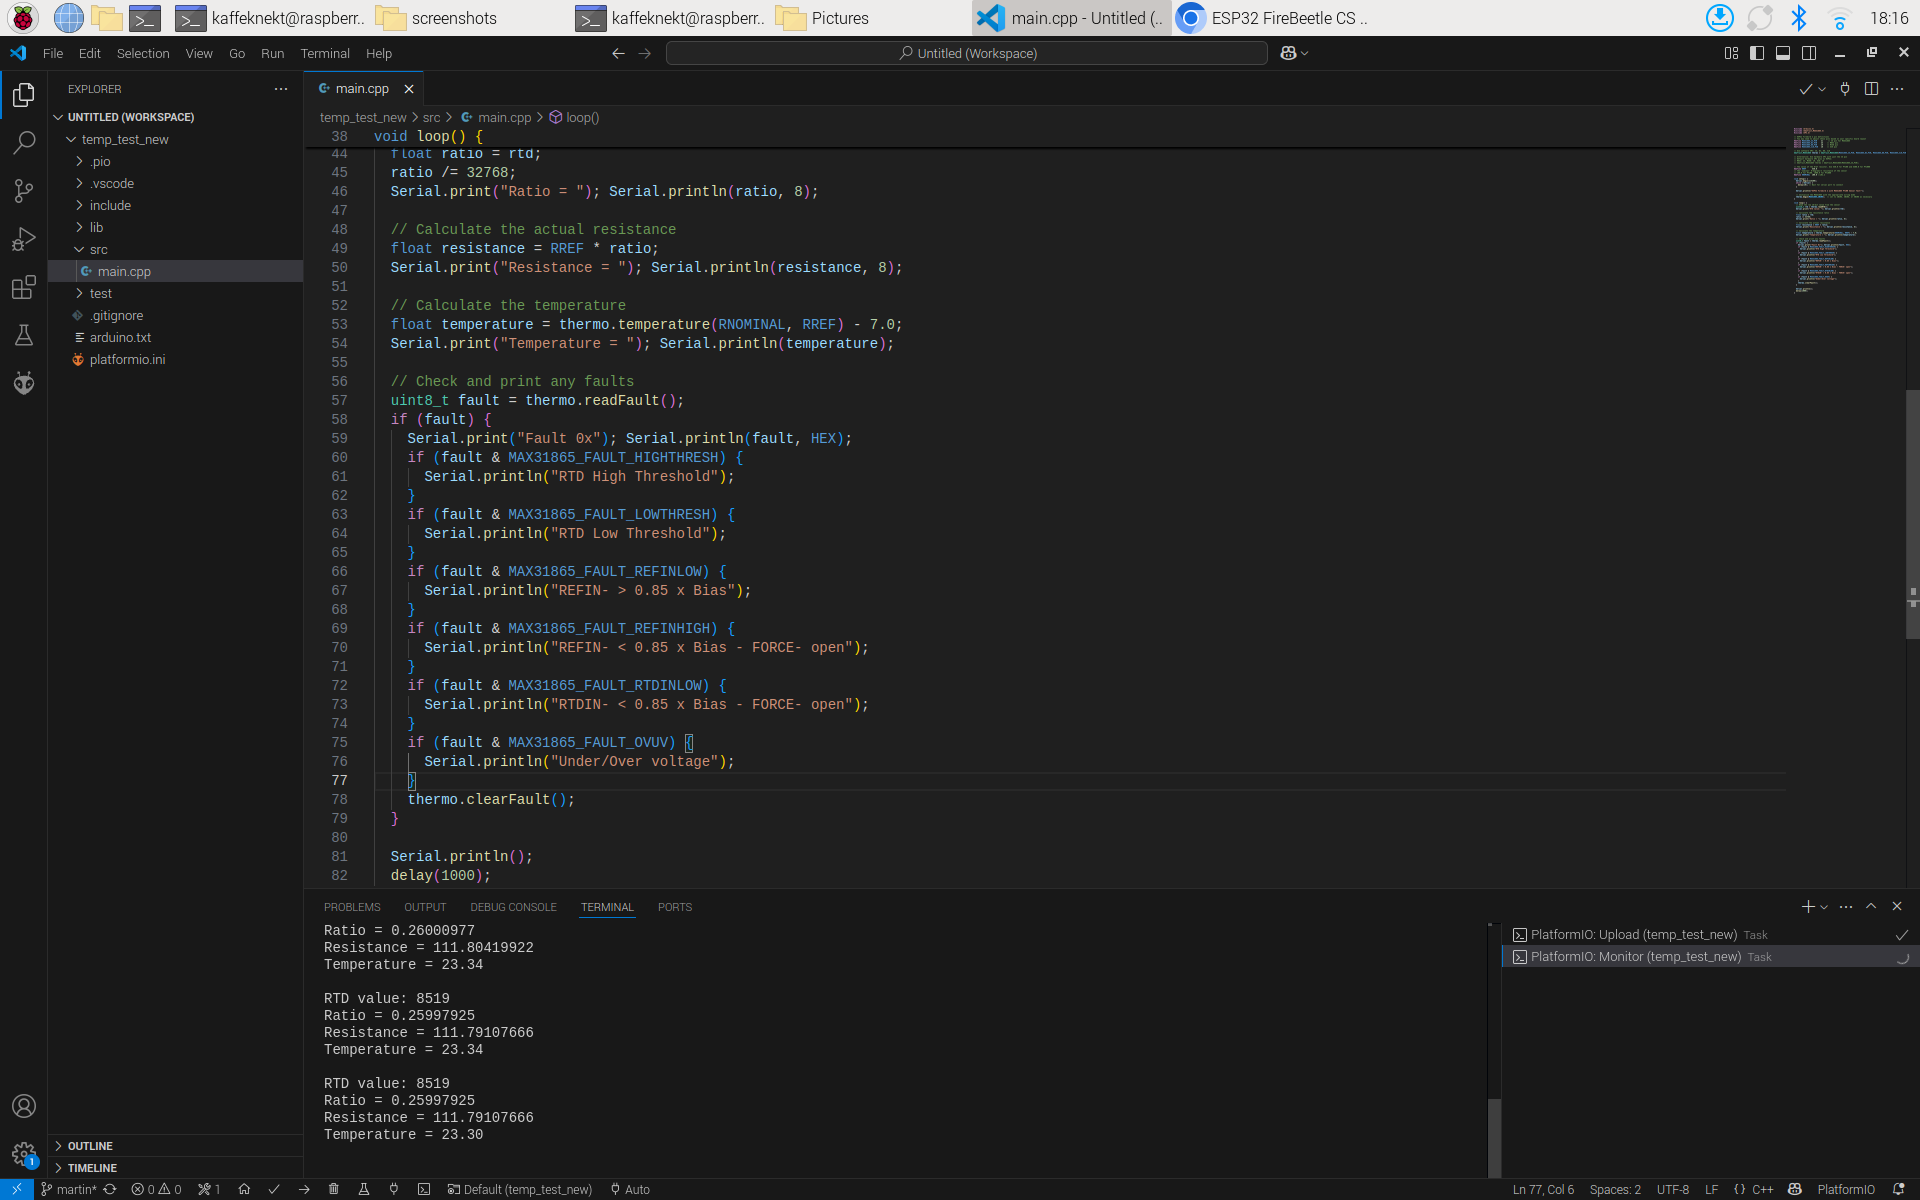 kaffeknekt@raspberr..
screenshots
kaffeknekt@raspberr..
Pictures
main.cpp - Untitled (..
ESP32 FireBeetle CS ..
18:16
File Edit Selection View Go Run Terminal Help
Untitled (Workspace)
EXPLORER
UNTITLED (WORKSPACE)
temp_test_new
.pio
.vscode
include
lib
src
main.cpp
test
.gitignore
arduino.txt
platformio.ini
OUTLINE
TIMELINE
main.cpp
temp_test_new > src > main.cpp > loop()
38 void loop() {
44 float ratio = rtd;
45 ratio /= 32768;
46 Serial.print("Ratio = "); Serial.println(ratio, 8);
47
48 // Calculate the actual resistance
49 float resistance = RREF * ratio;
50 Serial.print("Resistance = "); Serial.println(resistance, 8);
51
52 // Calculate the temperature
53 float temperature = thermo.temperature(RNOMINAL, RREF) - 7.0;
54 Serial.print("Temperature = "); Serial.println(temperature);
55
56 // Check and print any faults
57 uint8_t fault = thermo.readFault();
58 if (fault) {
59 Serial.print("Fault 0x"); Serial.println(fault, HEX);
60 if (fault & MAX31865_FAULT_HIGHTHRESH) {
61 Serial.println("RTD High Threshold");
62 }
63 if (fault & MAX31865_FAULT_LOWTHRESH) {
64 Serial.println("RTD Low Threshold");
65 }
66 if (fault & MAX31865_FAULT_REFINLOW) {
67 Serial.println("REFIN- > 0.85 x Bias");
68 }
69 if (fault & MAX31865_FAULT_REFINHIGH) {
70 Serial.println("REFIN- < 0.85 x Bias - FORCE- open");
71 }
72 if (fault & MAX31865_FAULT_RTDINLOW) {
73 Serial.println("RTDIN- < 0.85 x Bias - FORCE- open");
74 }
75 if (fault & MAX31865_FAULT_OVUV) {
76 Serial.println("Under/Over voltage");
77 }
78 thermo.clearFault();
79 }
80
81 Serial.println();
82 delay(1000);
PROBLEMS OUTPUT DEBUG CONSOLE TERMINAL PORTS
Ratio = 0.26000977
Resistance = 111.80419922
Temperature = 23.34
RTD value: 8519
Ratio = 0.25997925
Resistance = 111.79107666
Temperature = 23.34
RTD value: 8519
Ratio = 0.25997925
Resistance = 111.79107666
Temperature = 23.30
PlatformIO: Upload (temp_test_new) Task
PlatformIO: Monitor (temp_test_new) Task
1
martin* 0 0 1 Default (temp_test_new) Auto
Ln 77, Col 6 Spaces: 2 UTF-8 LF {} C++ PlatformIO